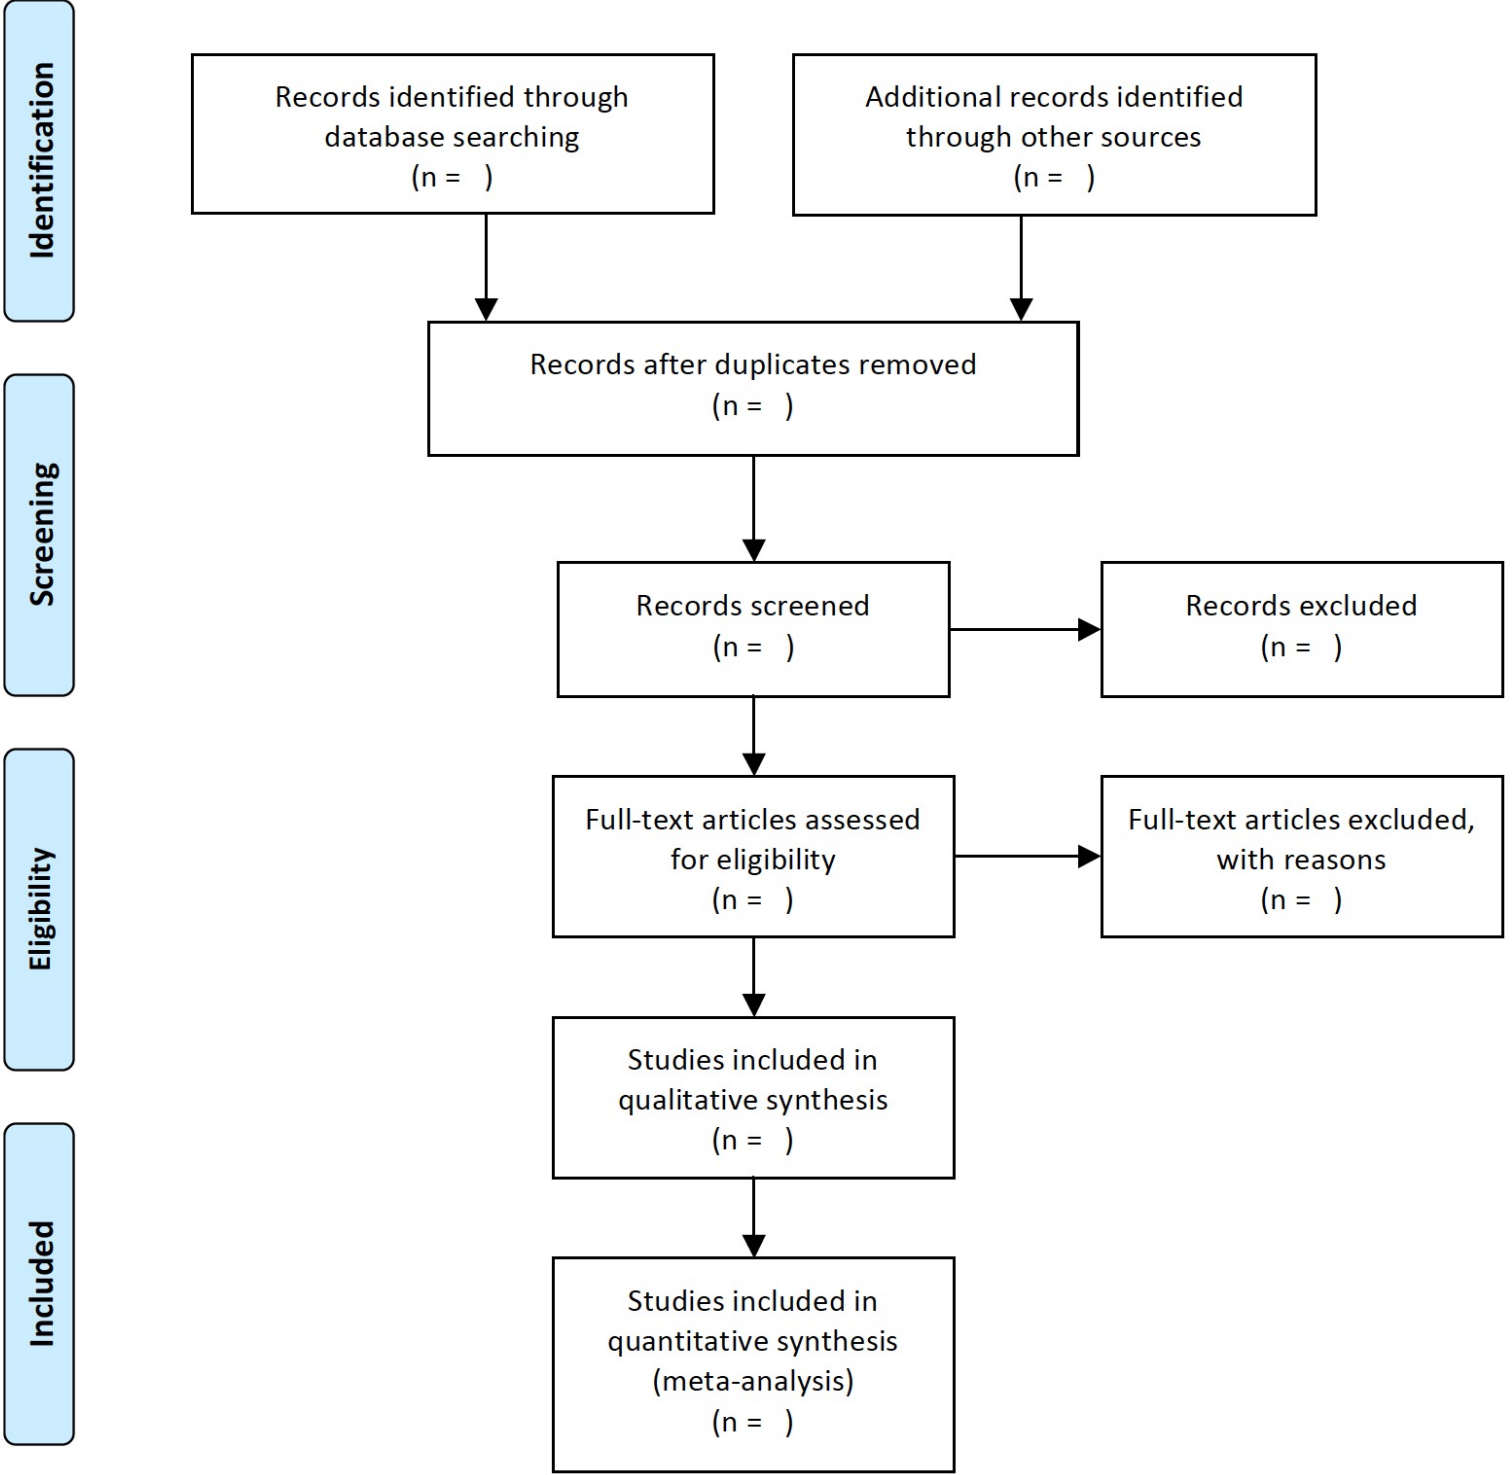 Identification
Records identified through
database searching
(n =   )
Additional records identified
through other sources
(n =   )
Records after duplicates removed
(n =   )
Screening
Records screened
(n =   )
Records excluded
(n =   )
Eligibility
Full-text articles assessed
for eligibility
(n =   )
Full-text articles excluded,
with reasons
(n =   )
Studies included in
qualitative synthesis
(n =   )
Included
Studies included in
quantitative synthesis
(meta-analysis)
(n =   )